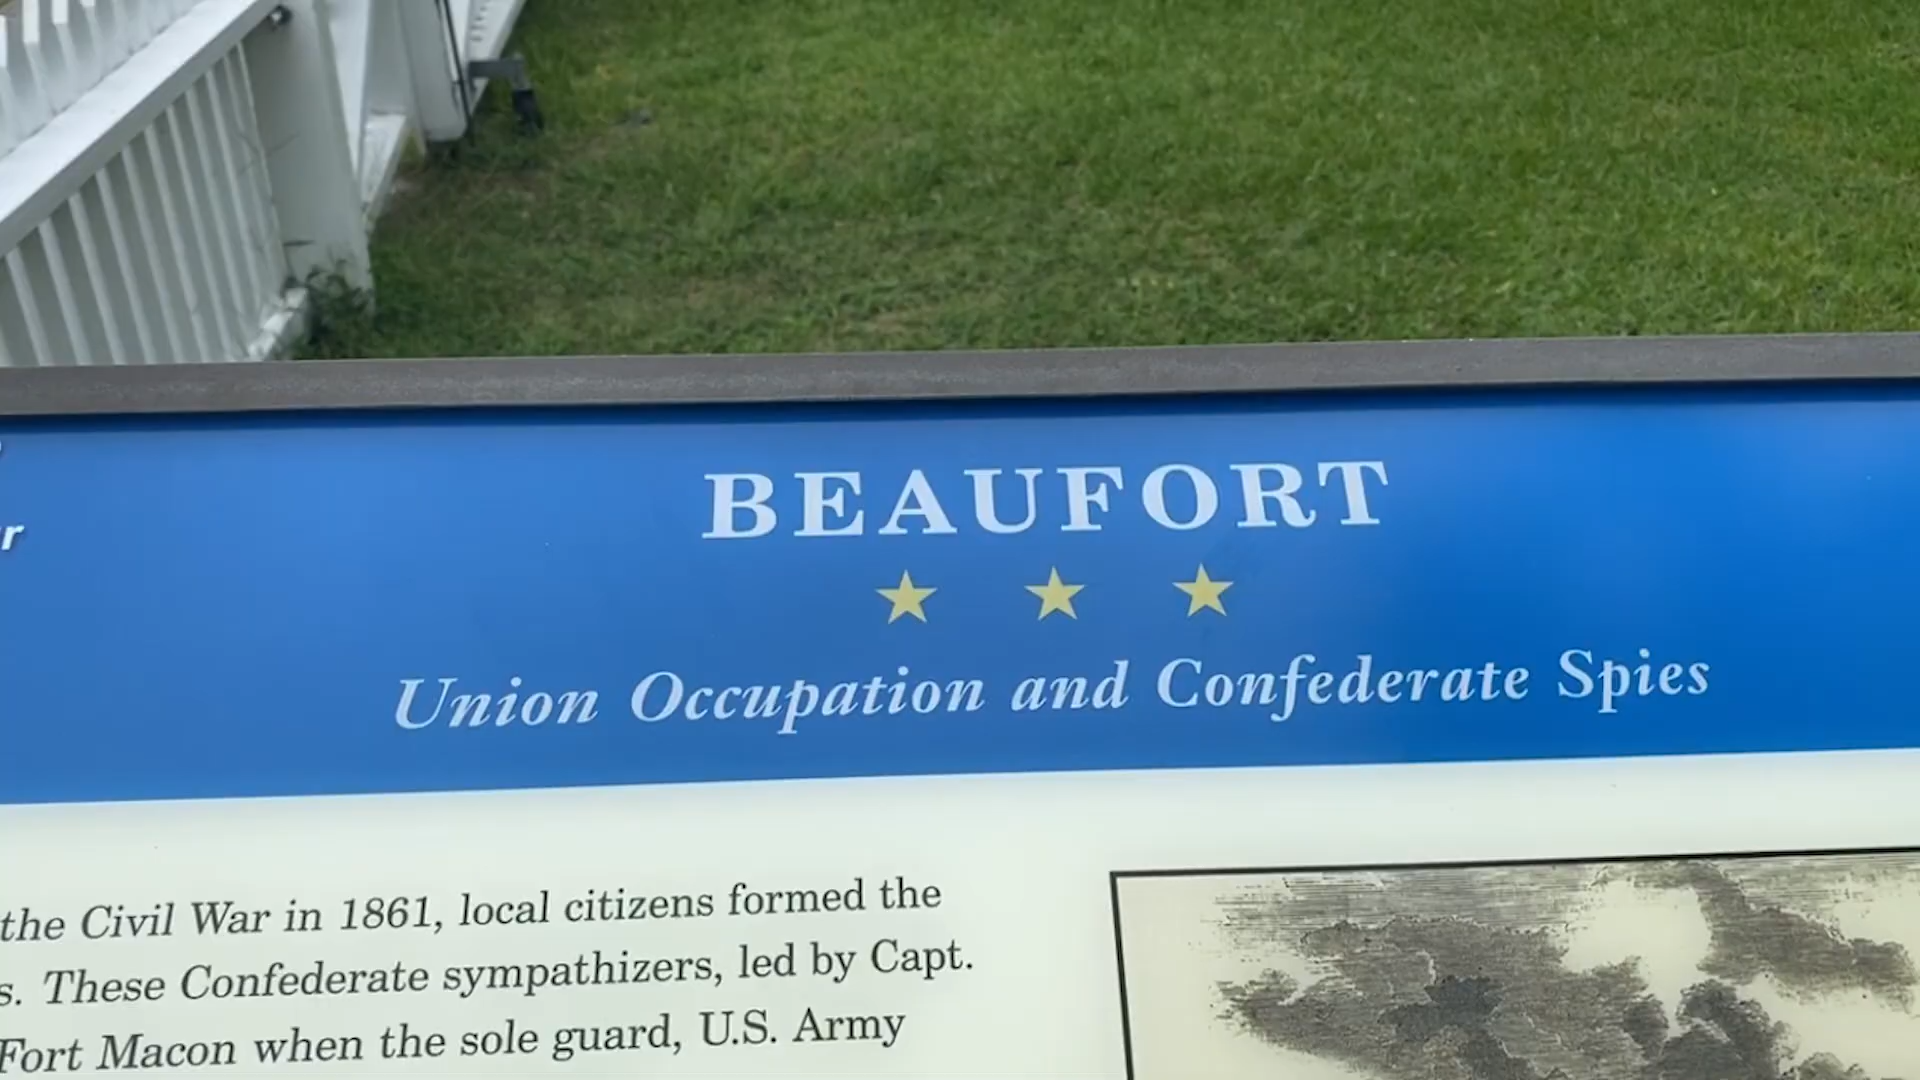 BEAUFORT
Union Occupation and Confederate Spies
the Civil War in 1861, local citizens formed the
s. These Confederate sympathizers, led by Capt.
Fort Macon when the sole guard, U.S. Army